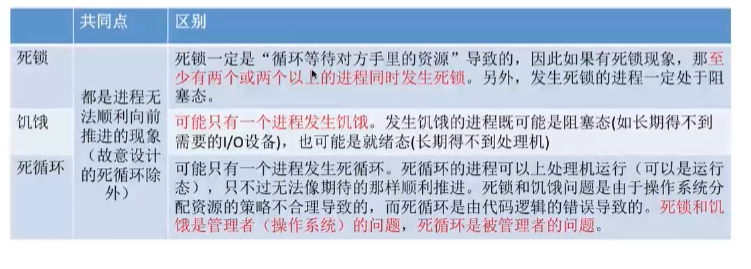 共同点 区别
死锁
死锁一定是“循环等待对方手里的资源”导致的，因此如果有死锁现象，那至
少有两个或两个以上的进程同时发生死锁。另外，发生死锁的进程一定处于阻
塞态。
都是进程无
法顺利向前
推进的现象
（故意设计
的死循环除
外）
饥饿
可能只有一个进程发生饥饿。发生饥饿的进程既可能是阻塞态(如长期得不到
需要的I/O设备)，也可能是就绪态(长期得不到处理机)
死循环
可能只有一个进程发生死循环。死循环的进程可以上处理机运行（可以是运行
态），只不过无法像期待的那样顺利推进。死锁和饥饿问题是由于操作系统分
配资源的策略不合理导致的，而死循环是由代码逻辑的错误导致的。死锁和饥
饿是管理者（操作系统）的问题，死循环是被管理者的问题。